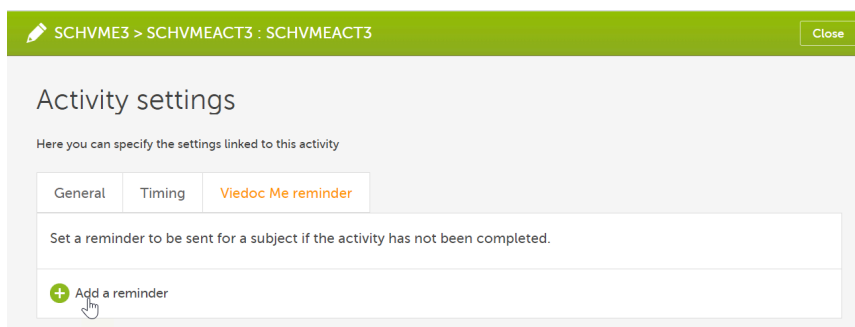 SCHVME3 > SCHVMEACT3 : SCHVMEACT3
Close
Activity settings
Here you can specify the settings linked to this activity
General Timing Viedoc Me reminder
Set a reminder to be sent for a subject if the activity has not been completed.
Add a reminder